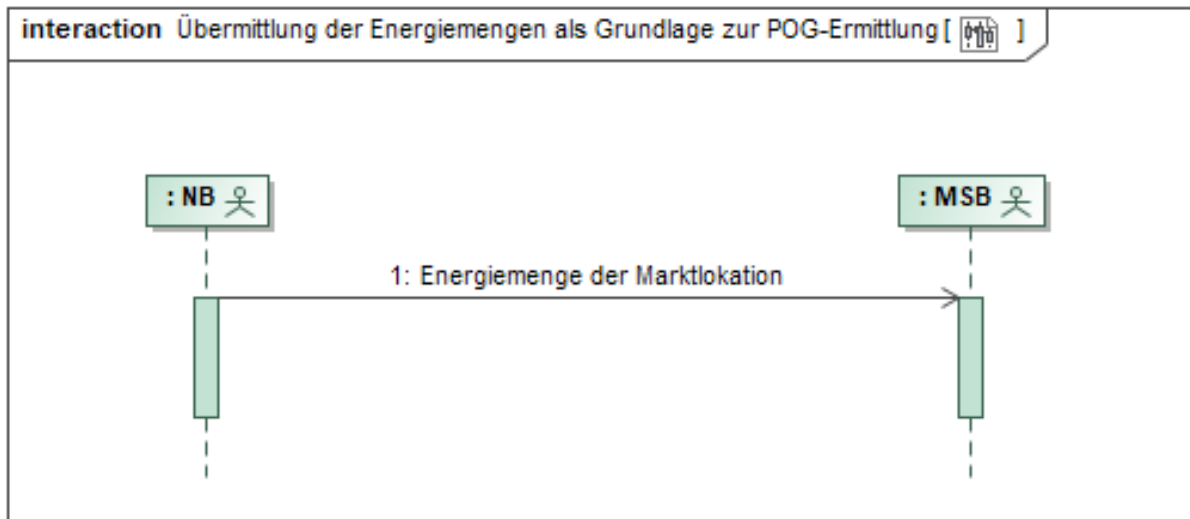 interaction Übermittlung der Energiemengen als Grundlage zur POG-Ermittlung [ ]
: NB
: MSB
1: Energiemenge der Marktlokation